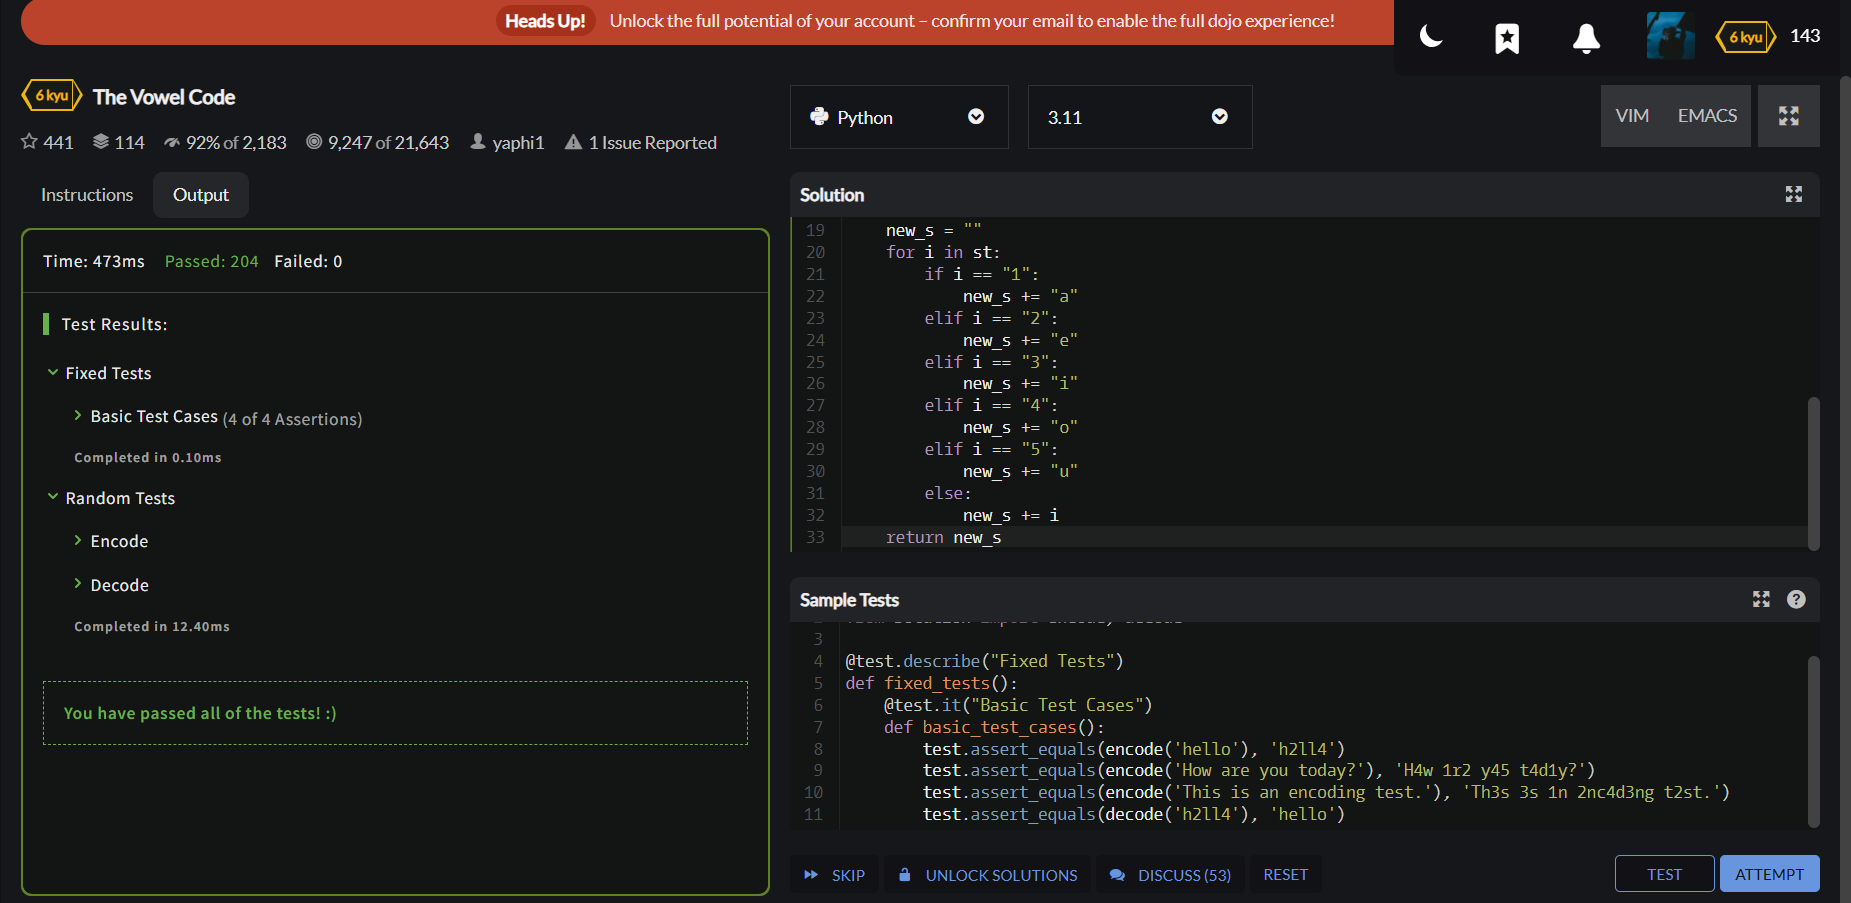 Heads Up! Unlock the full potential of your account – confirm your email to enable the full dojo experience!
6 kyu 143
6 kyu The Vowel Code
441 114 92% of 2,183 9,247 of 21,643 yaphi1 1 Issue Reported
Python 3.11 VIM EMACS
Instructions Output
Time: 473ms Passed: 204 Failed: 0
Test Results:
Fixed Tests
Basic Test Cases (4 of 4 Assertions)
Completed in 0.10ms
Random Tests
Encode
Decode
Completed in 12.40ms
You have passed all of the tests! :)
Solution
19 new_s = ""
20 for i in st:
21 if i == "1":
22 new_s += "a"
23 elif i == "2":
24 new_s += "e"
25 elif i == "3":
26 new_s += "i"
27 elif i == "4":
28 new_s += "o"
29 elif i == "5":
30 new_s += "u"
31 else:
32 new_s += i
33 return new_s
Sample Tests
3
4 @test.describe("Fixed Tests")
5 def fixed_tests():
6 @test.it("Basic Test Cases")
7 def basic_test_cases():
8 test.assert_equals(encode('hello'), 'h2ll4')
9 test.assert_equals(encode('How are you today?'), 'H4w 1r2 y45 t4d1y?')
10 test.assert_equals(encode('This is an encoding test.'), 'Th3s 3s 1n 2nc4d3ng t2st.')
11 test.assert_equals(decode('h2ll4'), 'hello')
SKIP UNLOCK SOLUTIONS DISCUSS (53) RESET TEST ATTEMPT